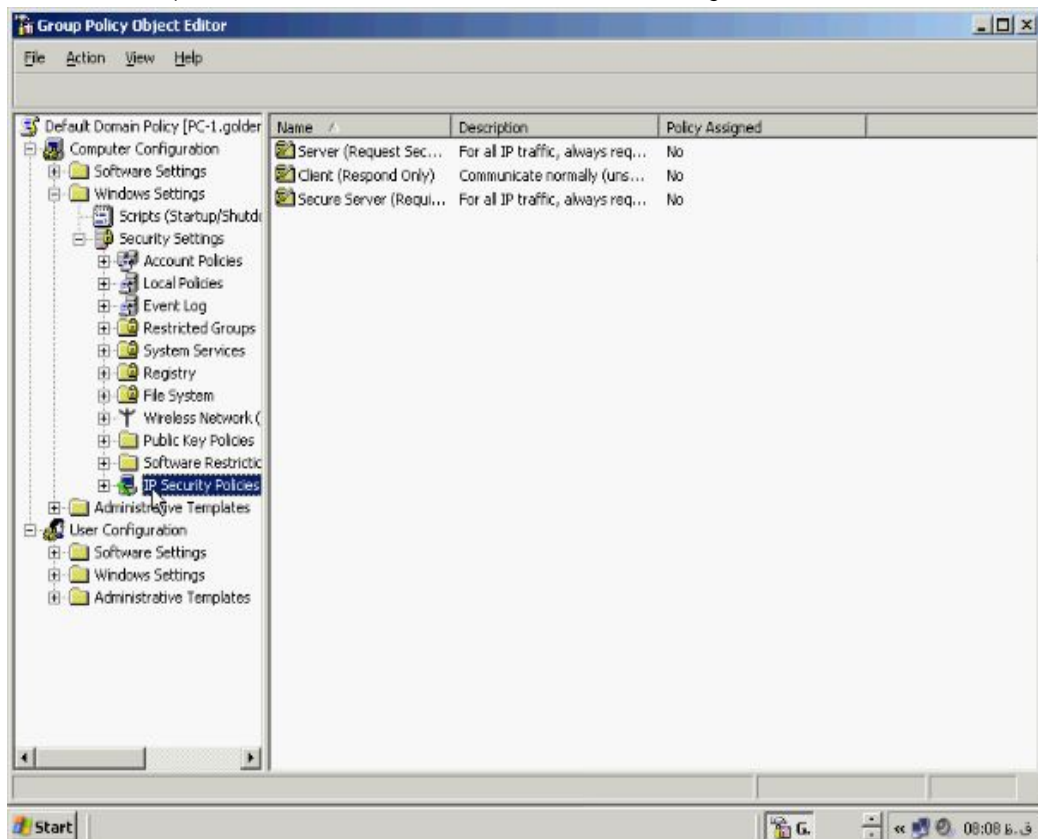 Group Policy Object Editor
File Action View Help
Default Domain Policy [PC-1.golden
Name Description Policy Assigned
Computer Configuration
Software Settings
Windows Settings
Scripts (Startup/Shutd
Security Settings
Account Policies
Local Policies
Event Log
Restricted Groups
System Services
Registry
File System
Wireless Network (
Public Key Policies
Software Restrictic
IP Security Policies
Administrative Templates
User Configuration
Software Settings
Windows Settings
Administrative Templates
Server (Request Sec... For all IP traffic, always req... No
Client (Respond Only) Communicate normally (uns... No
Secure Server (Requi... For all IP traffic, always req... No
Start G. « 08:08 ق.ظ